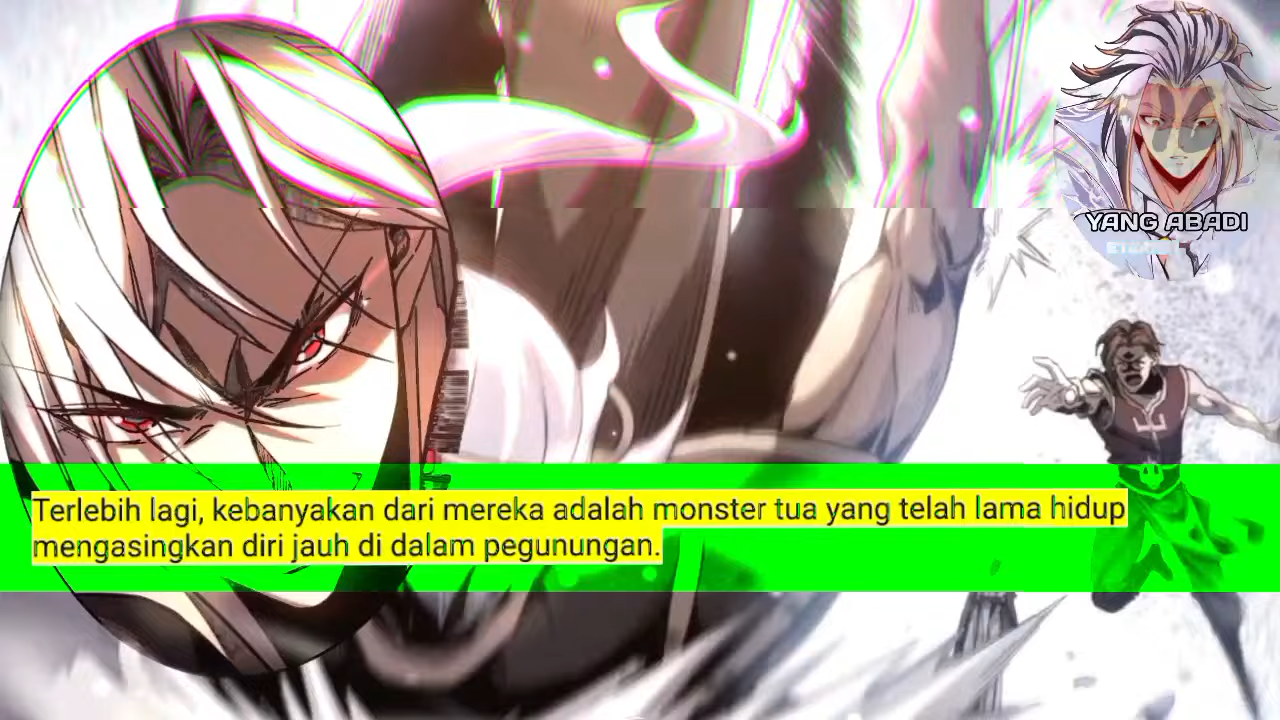 YANG ABADI
Terlebih lagi, kebanyakan dari mereka adalah monster tua yang telah lama hidup
mengasingkan diri jauh di dalam pegunungan.